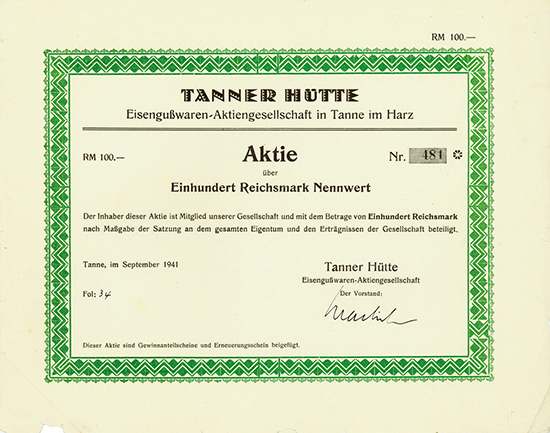 RM 100.—
TANNER HÜTTE
Eisengußwaren-Aktiengesellschaft in Tanne im Harz
RM 100.— Aktie Nr. 481
über
Einhundert Reichsmark Nennwert
Der Inhaber dieser Aktie ist Mitglied unserer Gesellschaft und mit dem Betrage von Einhundert Reichsmark
nach Maßgabe der Satzung an dem gesamten Eigentum und den Erträgnissen der Gesellschaft beteiligt.
Tanne, im September 1941
Tanner Hütte
Eisengußwaren-Aktiengesellschaft
Fol: 34
Der Vorstand:
Dieser Aktie sind Gewinnanteilscheine und Erneuerungsschein beigefügt.